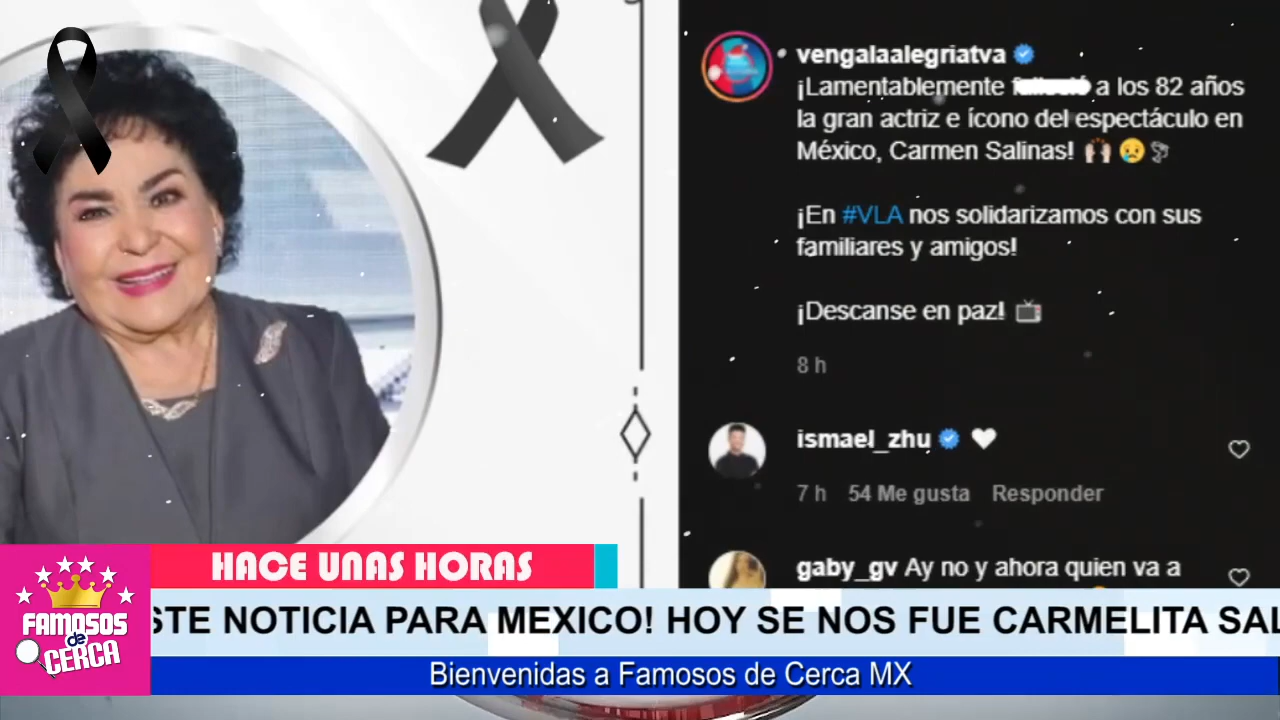 vengalaalegriatva
¡Lamentablemente a los 82 años
la gran actriz e ícono del espectáculo en
México, Carmen Salinas! 🙌🏻😥🕊
¡En #VLA nos solidarizamos con sus
familiares y amigos!
¡Descanse en paz! 📺
8 h
ismael_zhu 🤍
7 h 54 Me gusta Responder
gaby_gv Ay no y ahora quien va a
HACE UNAS HORAS
FAMOSOS
de
CERCA
STE NOTICIA PARA MEXICO! HOY SE NOS FUE CARMELITA SAL
Bienvenidas a Famosos de Cerca MX